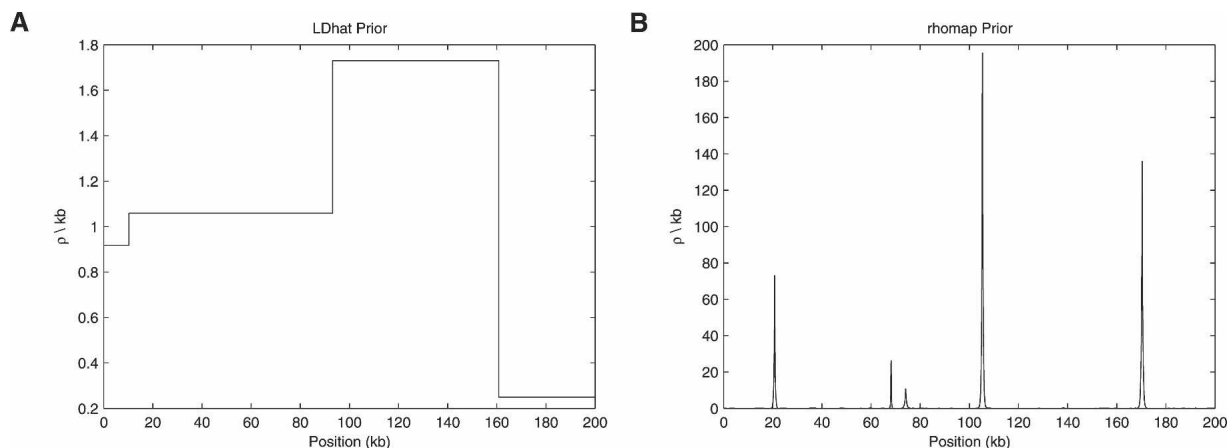 A
LDhat Prior
1.8
1.6
1.4
1.2
1
0.8
0.6
0.4
0.2
ρ \ kb
0 20 40 60 80 100 120 140 160 180 200
Position (kb)
B
rhomap Prior
200
180
160
140
120
100
80
60
40
20
0
ρ \ kb
0 20 40 60 80 100 120 140 160 180 200
Position (kb)